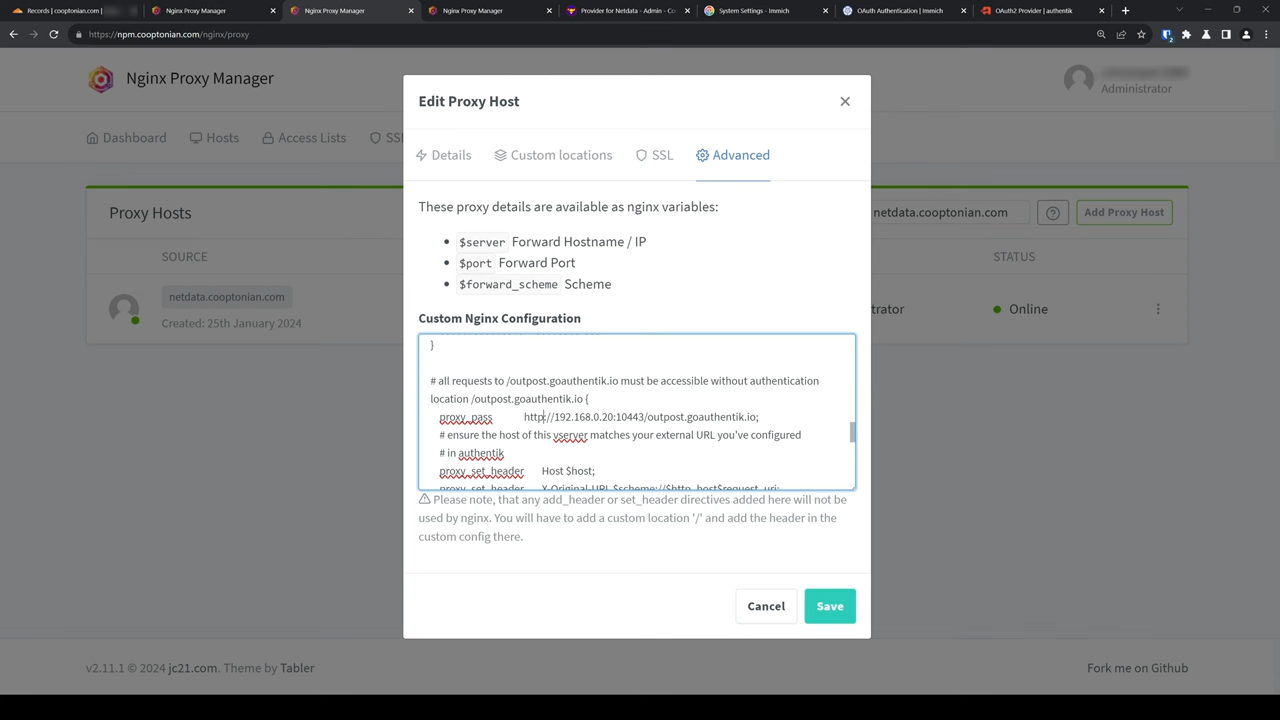 Records | cooptonian.com |
Nginx Proxy Manager
Nginx Proxy Manager
Nginx Proxy Manager
Provider for Netdata - Admin - Co
System Settings - Immich
OAuth Authentication | Immich
OAuth2 Provider | authentik
https://npm.cooptonian.com/nginx/proxy
Nginx Proxy Manager
Administrator
Dashboard
Hosts
Access Lists
SS
Proxy Hosts
netdata.cooptonian.com
Add Proxy Host
SOURCE
STATUS
netdata.cooptonian.com
Created: 25th January 2024
trator
Online
Edit Proxy Host
Details
Custom locations
SSL
Advanced
These proxy details are available as nginx variables:
$server Forward Hostname / IP
$port Forward Port
$forward_scheme Scheme
Custom Nginx Configuration
}
# all requests to /outpost.goauthentik.io must be accessible without authentication
location /outpost.goauthentik.io {
proxy_pass http://192.168.0.20:10443/outpost.goauthentik.io;
# ensure the host of this vserver matches your external URL you've configured
# in authentik
proxy_set_header Host $host;
proxy_set_header X-Original-URL $scheme://$http_host$request_uri;
Please note, that any add_header or set_header directives added here will not be
used by nginx. You will have to add a custom location '/' and add the header in the
custom config there.
Cancel
Save
v2.11.1 © 2024 jc21.com. Theme by Tabler
Fork me on Github